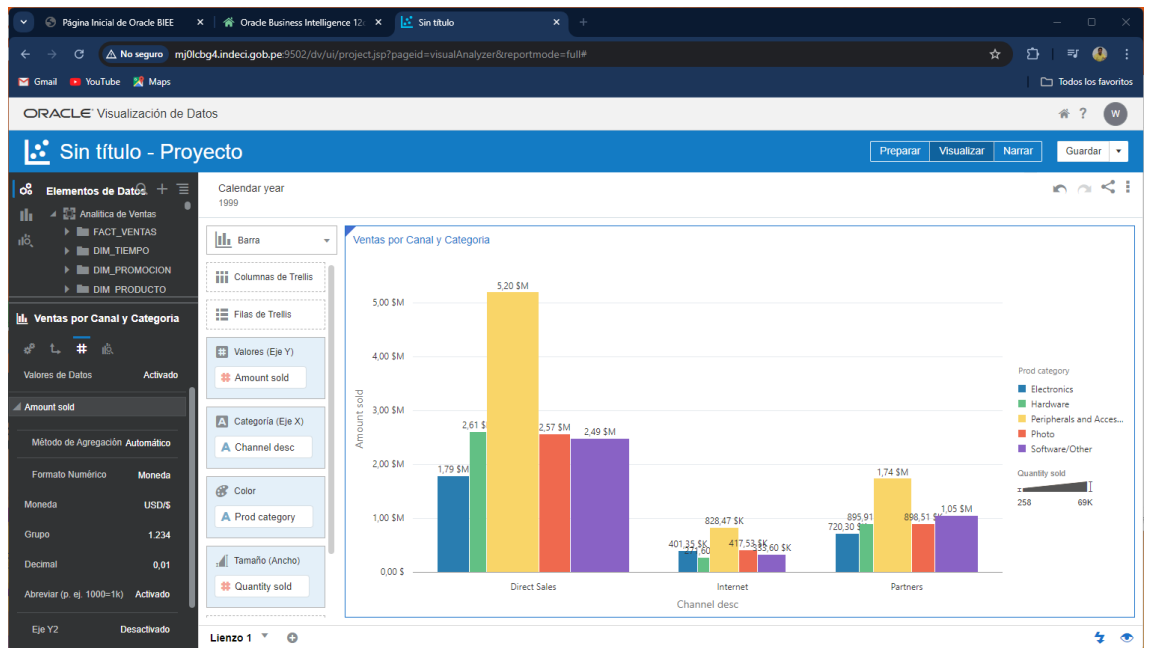 Página Inicial de Oracle BIEE
Oracle Business Intelligence 12c
Sin título
No seguro
mj0lcbg4.indeci.gob.pe:9502/dv/ui/project.jsp?pageid=visualAnalyzer&reportmode=full#
Gmail
YouTube
Maps
Todos los favoritos
ORACLE Visualización de Datos
?
W
Sin título - Proyecto
Preparar
Visualizar
Narrar
Guardar
Elementos de Datos
Analítica de Ventas
FACT_VENTAS
DIM_TIEMPO
DIM_PROMOCION
DIM_PRODUCTO
Ventas por Canal y Categoria
#
Valores de Datos Activado
Amount sold
Método de Agregación Automático
Formato Numérico Moneda
Moneda USD/$
Grupo 1.234
Decimal 0,01
Abreviar (p. ej. 1000=1k) Activado
Eje Y2 Desactivado
Calendar year
1999
Barra
Columnas de Trellis
Filas de Trellis
Valores (Eje Y)
# Amount sold
A Categoría (Eje X)
A Channel desc
Color
A Prod category
Tamaño (Ancho)
# Quantity sold
Ventas por Canal y Categoria
Amount sold
5,00 $M
4,00 $M
3,00 $M
2,00 $M
1,00 $M
0,00 $
1,79 $M
2,61 $
5,20 $M
2,57 $M
2,49 $M
401,35 $K
828,47 $K
417,53 $K
60 $K
720,30 $
895,91
1,74 $M
898,51 $
1,05 $M
Direct Sales
Internet
Partners
Channel desc
Prod category
Electronics
Hardware
Peripherals and Acces...
Photo
Software/Other
Quantity sold
258 69K
Lienzo 1